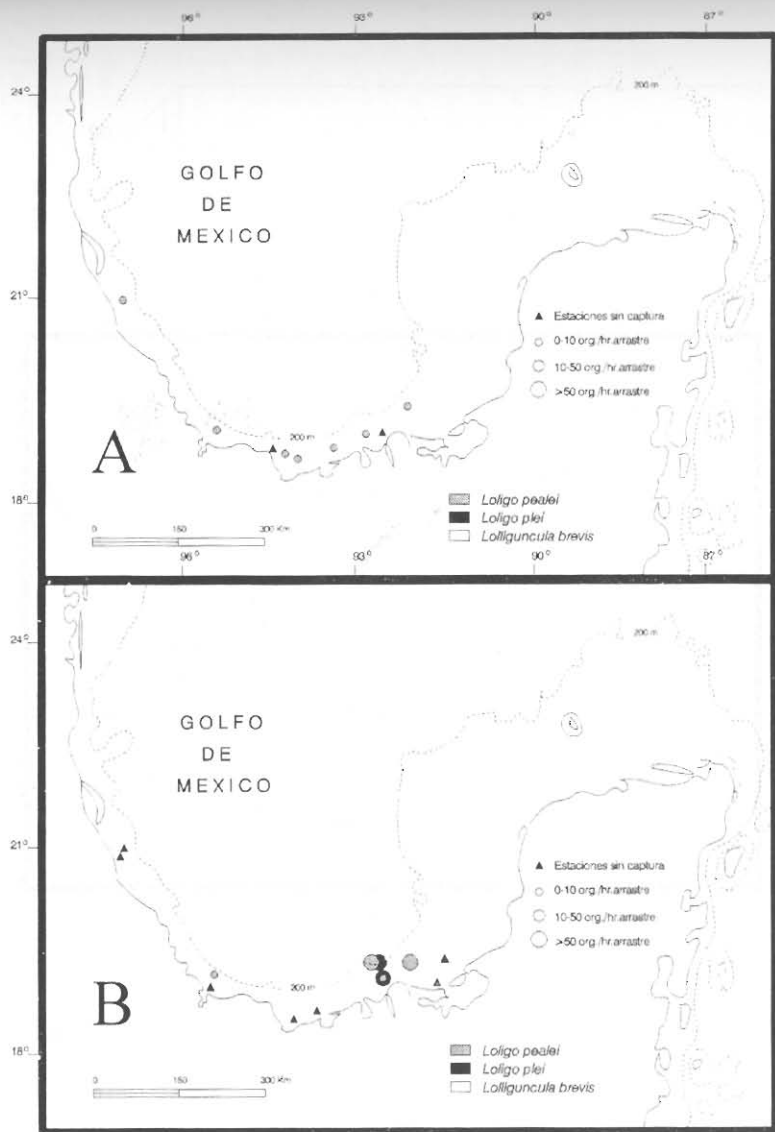 96° 93° 90° 87°
24°
200 m
GOLFO
DE
MEXICO
21°
▲ Estaciones sin captura
0-10 org./hr.arrastre
10-50 org./hr.arrastre
>50 org./hr.arrastre
200 m
A
18°
Loligo pealei
Loligo plei
Lolliguncula brevis
0 150 300 km
96° 93° 90° 87°
24°
200 m
GOLFO
DE
MEXICO
21°
▲ Estaciones sin captura
0-10 org./hr.arrastre
10-50 org./hr.arrastre
>50 org./hr.arrastre
200 m
B
18°
Loligo pealei
Loligo plei
Lolliguncula brevis
0 150 300 km